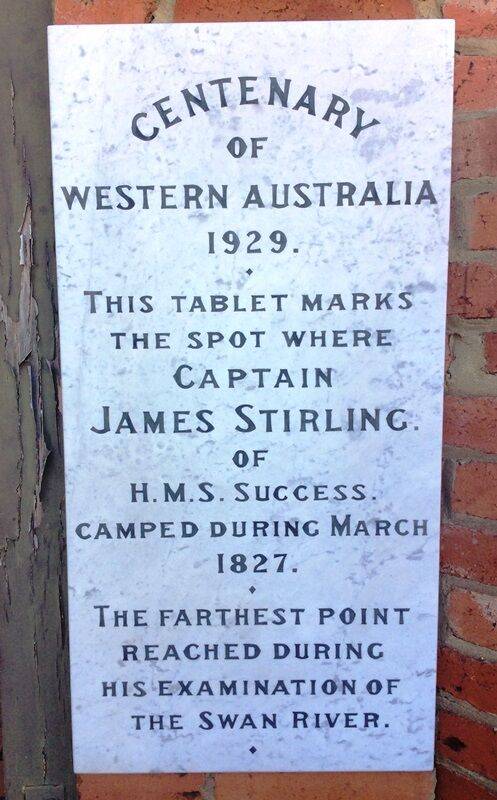 CENTENARY
OF
WESTERN AUSTRALIA
1929.
THIS TABLET MARKS
THE SPOT WHERE
CAPTAIN
JAMES STIRLING.
OF
H.M.S. SUCCESS.
CAMPED DURING MARCH
1827.
THE FARTHEST POINT
REACHED DURING
HIS EXAMINATION OF
THE SWAN RIVER.